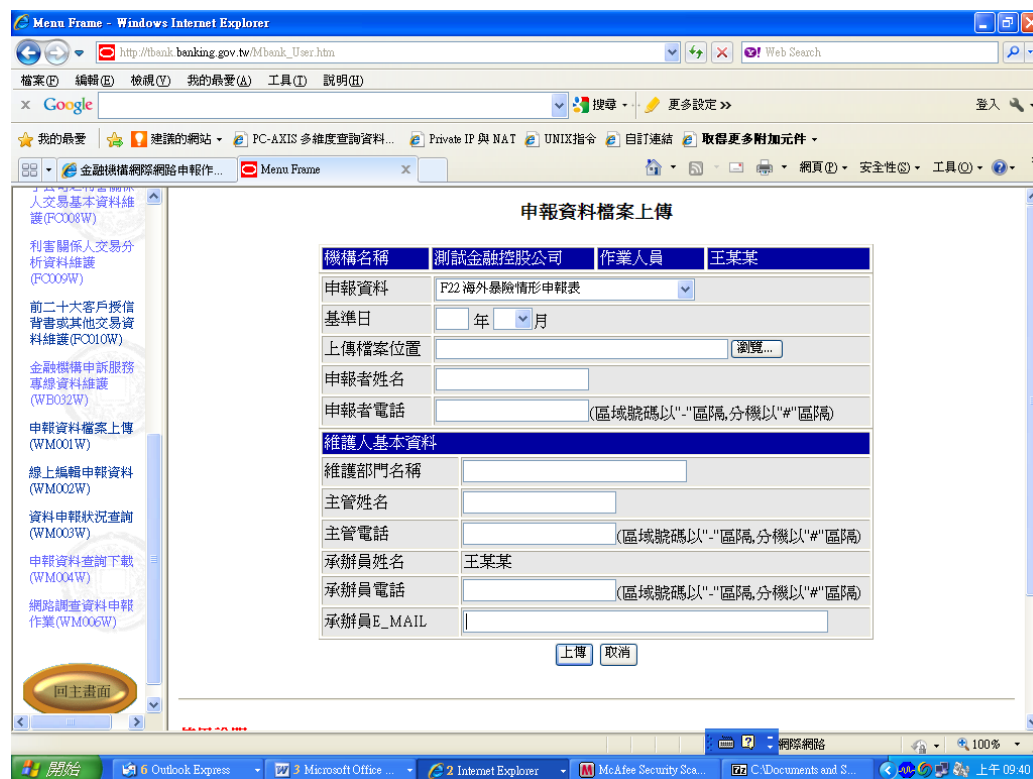 Menu Frame - Windows Internet Explorer
http://tbank.banking.gov.tw/Mbank_User.htm
Web Search
檔案(F) 編輯(E) 檢視(V) 我的最愛(A) 工具(T) 說明(H)
x Google 搜尋 更多設定 >> 登入
我的最愛 建議的網站 PC-AXIS 多維度查詢資料... Private IP 與 NAT UNIX指令 自訂連結 取得更多附加元件
金融機構網際網路申報作... Menu Frame x 網頁(P) 安全性(S) 工具(O)
人交易基本資料維
護(FC008W)
利害關係人交易分
析資料維護
(FC009W)
前二十大客戶授信
背書或其他交易資
料維護(FC010W)
金融機構申訴服務
專線資料維護
(WB032W)
申報資料檔案上傳
(WM001W)
線上編輯申報資料
(WM002W)
資料申報狀況查詢
(WM003W)
申報資料查詢下載
(WM004W)
網路調查資料申報
作業(WM006W)
回主畫面
申報資料檔案上傳
機構名稱 測試金融控股公司 作業人員 王某某
申報資料 F22 海外暴險情形申報表
基準日 年 月
上傳檔案位置 瀏覽...
申報者姓名
申報者電話 (區域號碼以"-"區隔,分機以"#"區隔)
維護人基本資料
維護部門名稱
主管姓名
主管電話 (區域號碼以"-"區隔,分機以"#"區隔)
承辦員姓名 王某某
承辦員電話 (區域號碼以"-"區隔,分機以"#"區隔)
承辦員E_MAIL
上傳 取消
網際網路 100%
開始 6 Outlook Express 3 Microsoft Office ... 2 Internet Explorer McAfee Security Sca... C:\Documents and S... 上午 09:40